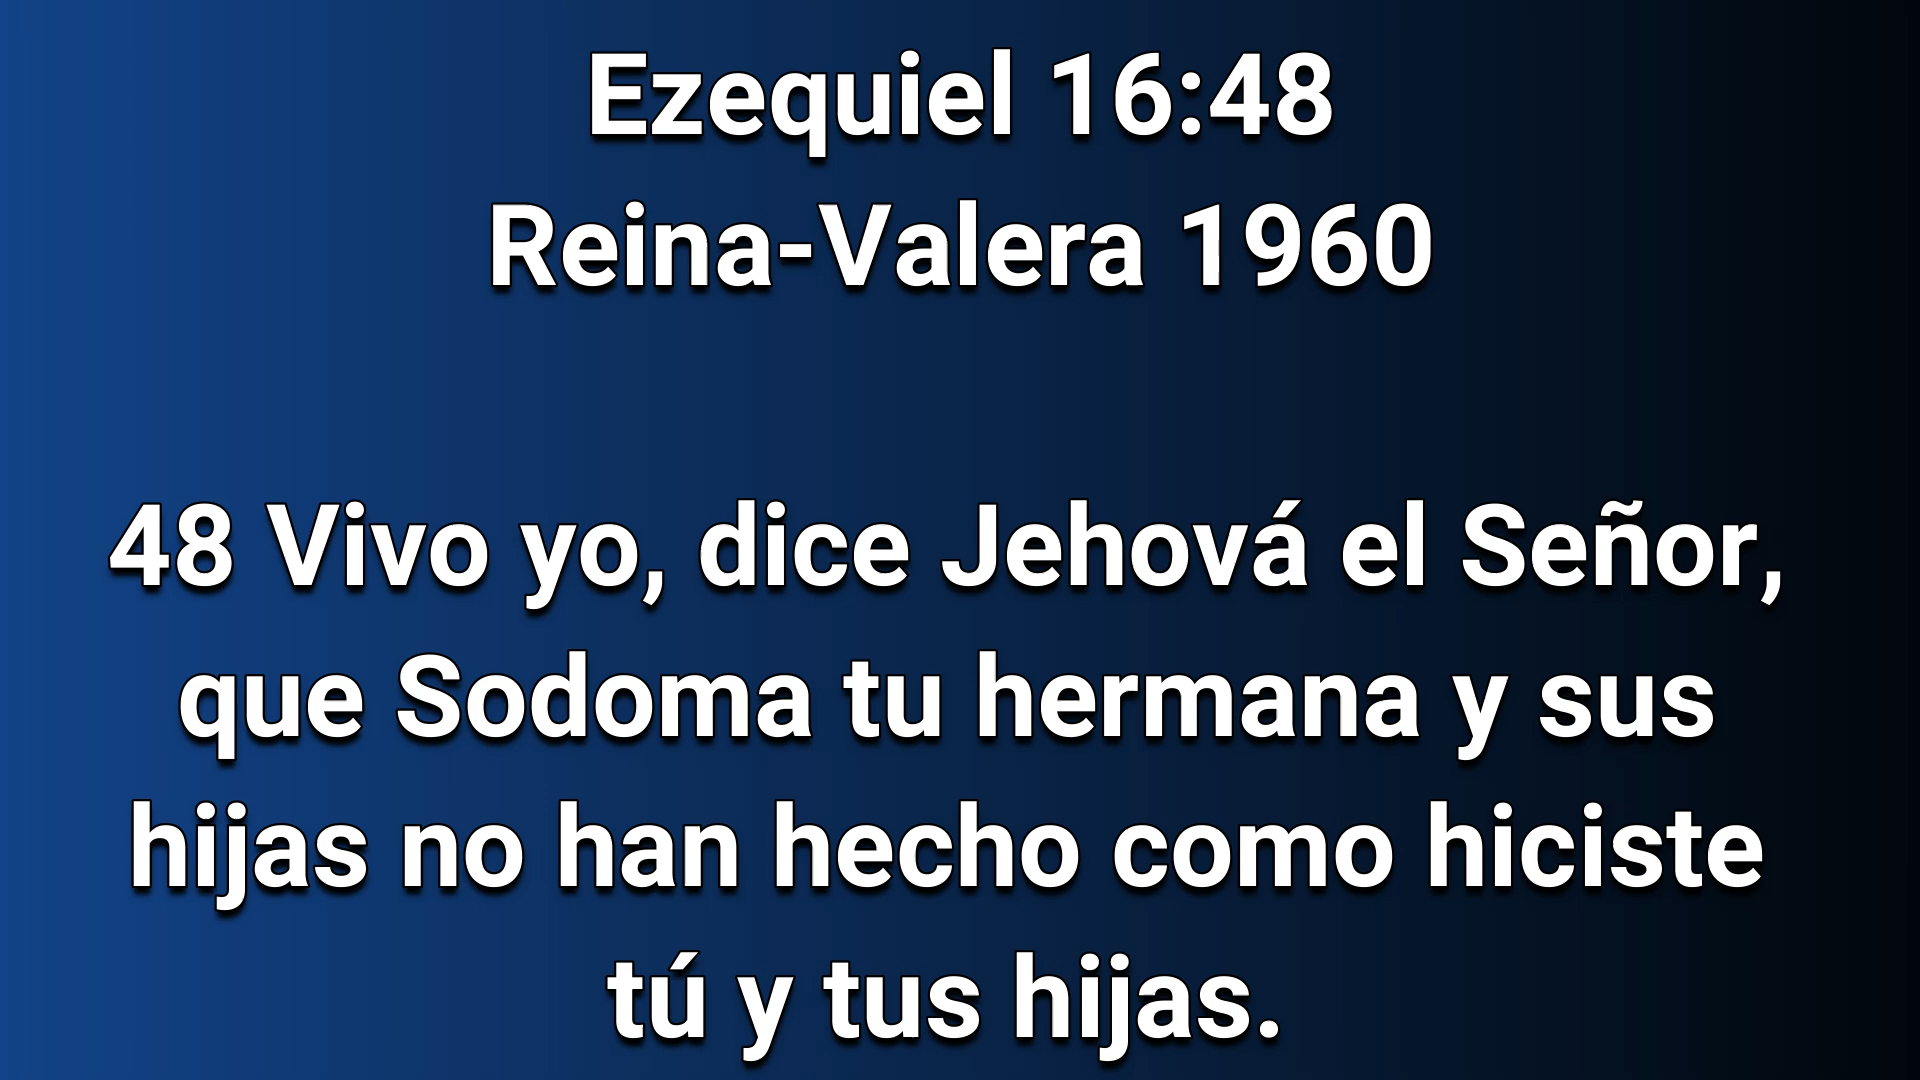 Ezequiel 16:48
Reina-Valera 1960
48 Vivo yo, dice Jehová el Señor,
que Sodoma tu hermana y sus
hijas no han hecho como hiciste
tú y tus hijas.